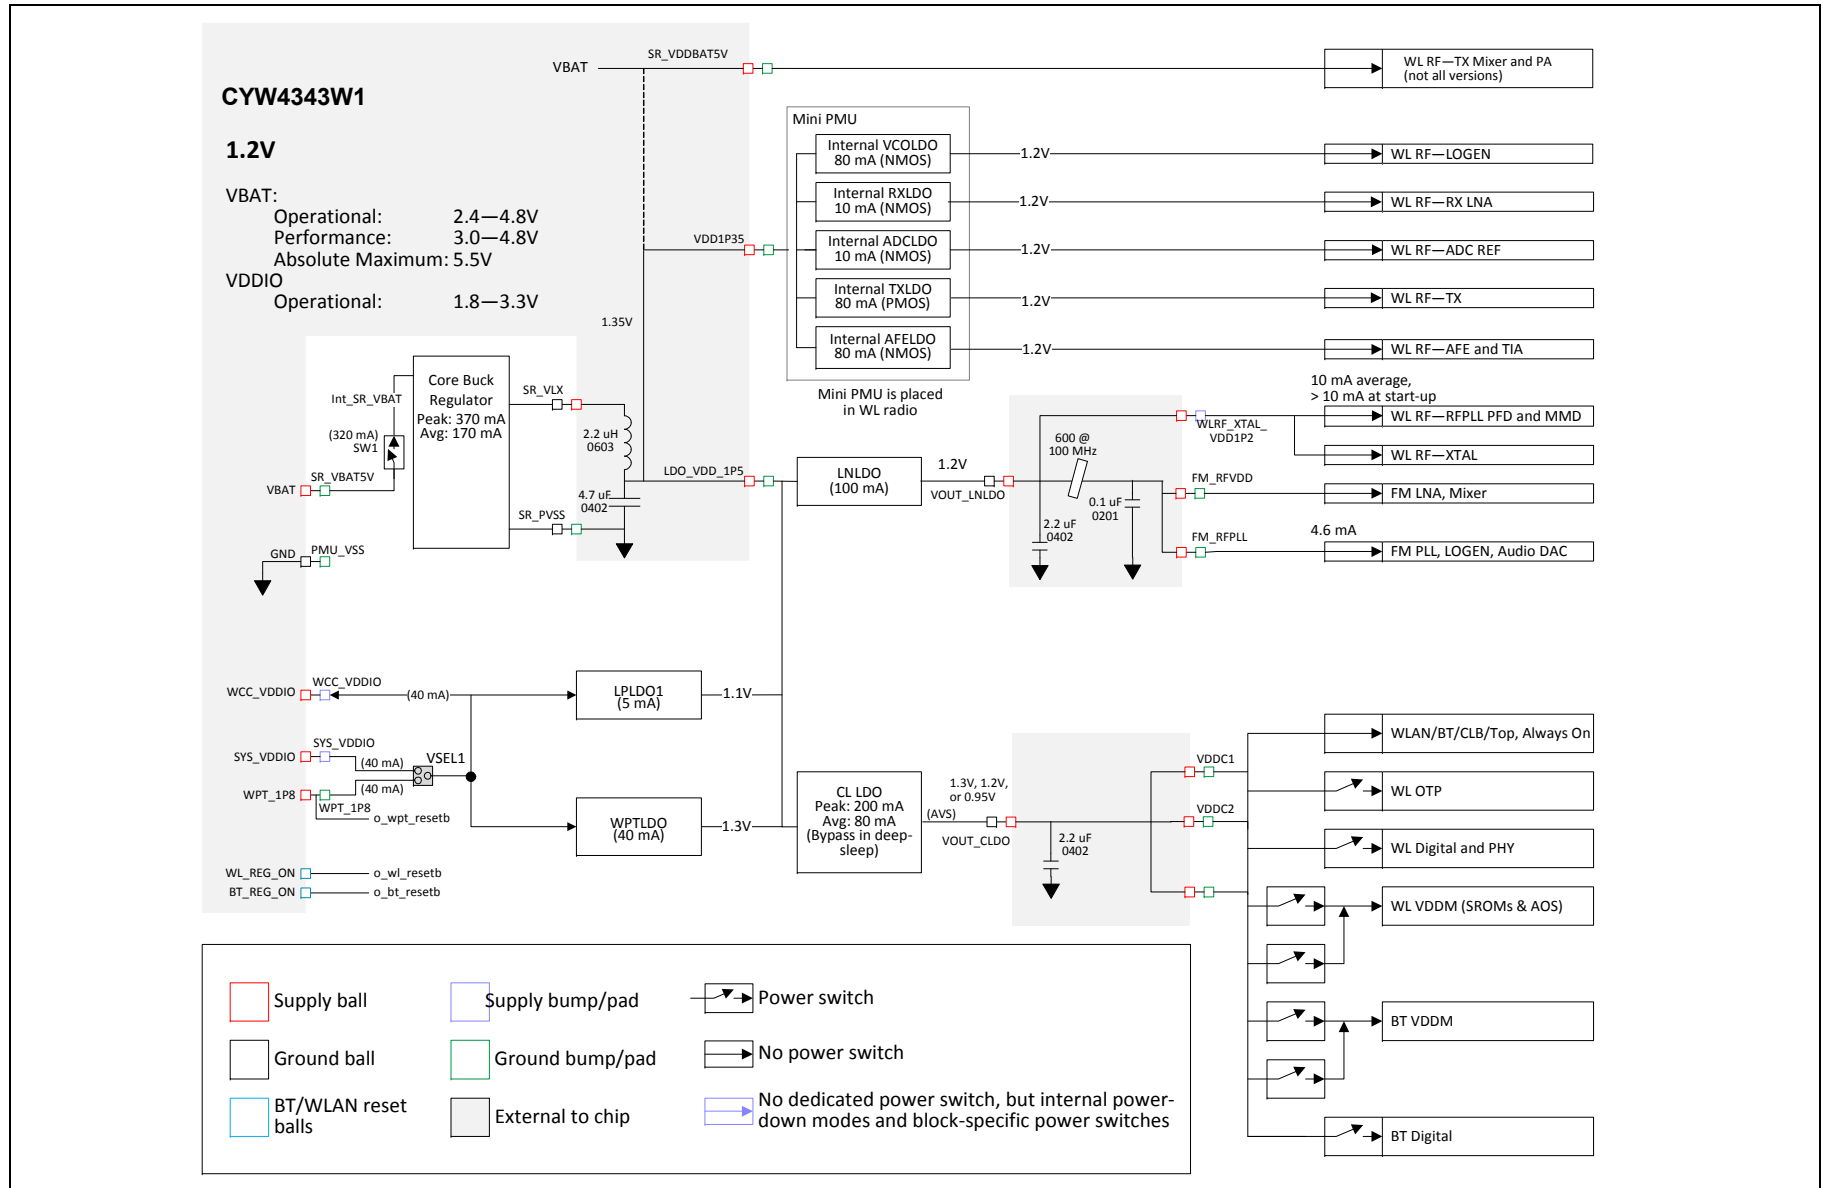 CYW4343W1
1.2V
VBAT:
Operational: 2.4—4.8V
Performance: 3.0—4.8V
Absolute Maximum: 5.5V
VDDIO
Operational: 1.8—3.3V
VBAT
SR_VDDBAT5V
WL RF—TX Mixer and PA
(not all versions)
Mini PMU
Internal VCOLDO
80 mA (NMOS)
1.2V
WL RF—LOGEN
Internal RXLDO
10 mA (NMOS)
1.2V
WL RF—RX LNA
VDD1P35
Internal ADCLDO
10 mA (NMOS)
1.2V
WL RF—ADC REF
Internal TXLDO
80 mA (PMOS)
1.2V
WL RF—TX
1.35V
Internal AFELDO
80 mA (NMOS)
1.2V
WL RF—AFE and TIA
Mini PMU is placed
in WL radio
Core Buck
Regulator
Peak: 370 mA
Avg: 170 mA
Int_SR_VBAT
(320 mA)
SW1
SR_VBAT5V
VBAT
SR_VLX
2.2 uH
0603
LDO_VDD_1P5
4.7 uF
0402
SR_PVSS
GND
PMU_VSS
LNLDO
(100 mA)
1.2V
VOUT_LNLDO
600 @
100 MHz
2.2 uF
0402
0.1 uF
0201
10 mA average,
> 10 mA at start-up
WLRF_XTAL_
VDD1P2
WL RF—RFPLL PFD and MMD
WL RF—XTAL
FM_RFVDD
FM LNA, Mixer
FM_RFPLL
4.6 mA
FM PLL, LOGEN, Audio DAC
WCC_VDDIO
WCC_VDDIO
(40 mA)
LPLDO1
(5 mA)
1.1V
SYS_VDDIO
SYS_VDDIO
(40 mA)
VSEL1
WPT_1P8
(40 mA)
WPT_1P8
o_wpt_resetb
WPTLDO
(40 mA)
1.3V
WL_REG_ON
o_wl_resetb
BT_REG_ON
o_bt_resetb
CL LDO
Peak: 200 mA
Avg: 80 mA
(Bypass in deep-
sleep)
1.3V, 1.2V,
or 0.95V
(AVS)
VOUT_CLDO
2.2 uF
0402
VDDC1
VDDC2
WLAN/BT/CLB/Top, Always On
WL OTP
WL Digital and PHY
WL VDDM (SROMs & AOS)
BT VDDM
BT Digital
Supply ball
Supply bump/pad
Power switch
Ground ball
Ground bump/pad
No power switch
BT/WLAN reset
balls
External to chip
No dedicated power switch, but internal power-
down modes and block-specific power switches